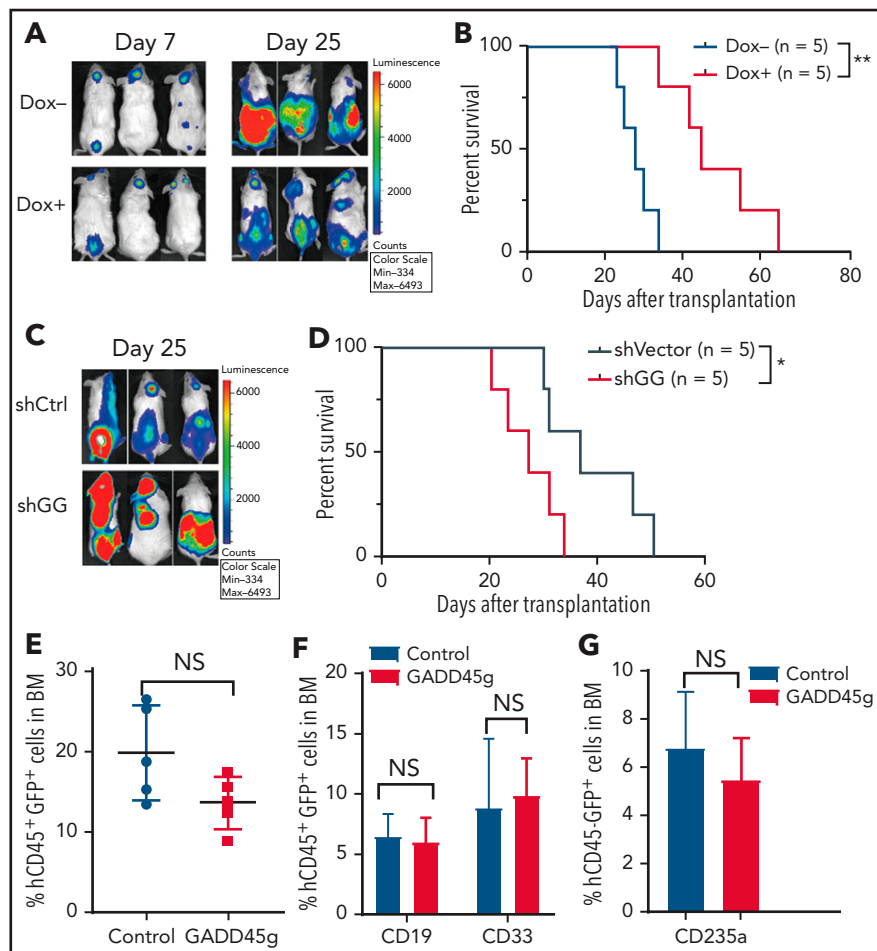 A
Day 7
Day 25
Dox–
Dox+
Luminescence
6000
4000
2000
Counts
Color Scale
Min–334
Max–6493
B
Percent survival
100
50
0
0
20
40
60
80
Days after transplantation
Dox– (n = 5)
Dox+ (n = 5)
**
C
Day 25
shCtrl
shGG
Luminescence
6000
4000
2000
Counts
Color Scale
Min–334
Max–6493
D
Percent survival
100
50
0
0
20
40
60
Days after transplantation
shVector (n = 5)
shGG (n = 5)
*
E
% hCD45+ GFP+ cells in BM
30
20
10
0
NS
Control
GADD45g
F
% hCD45+ GFP+ cells in BM
20
15
10
5
0
Control
GADD45g
NS
NS
CD19
CD33
G
% hCD45-GFP+ cells in BM
10
8
6
4
2
0
NS
Control
GADD45g
CD235a